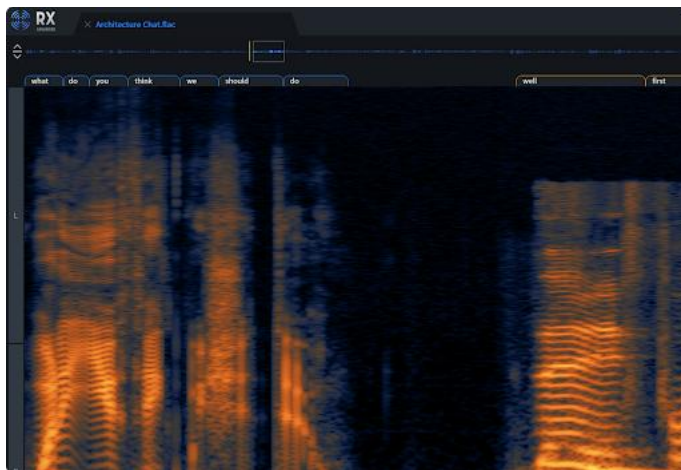 RX
Architecture Chat.flac
what do you think we should do well first
L